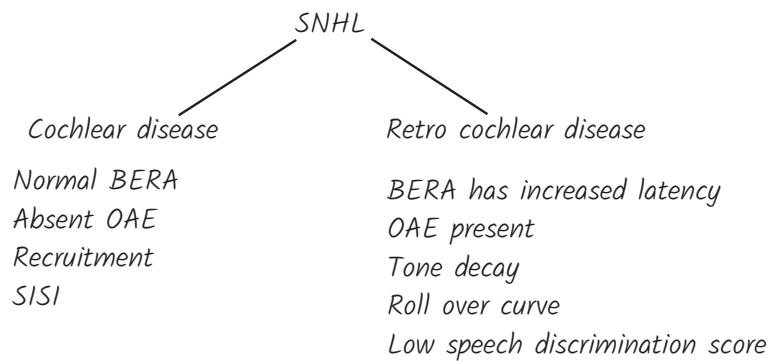 SNHL
Cochlear disease
Normal BERA
Absent OAE
Recruitment
SISI
Retro cochlear disease
BERA has increased latency
OAE present
Tone decay
Roll over curve
Low speech discrimination score